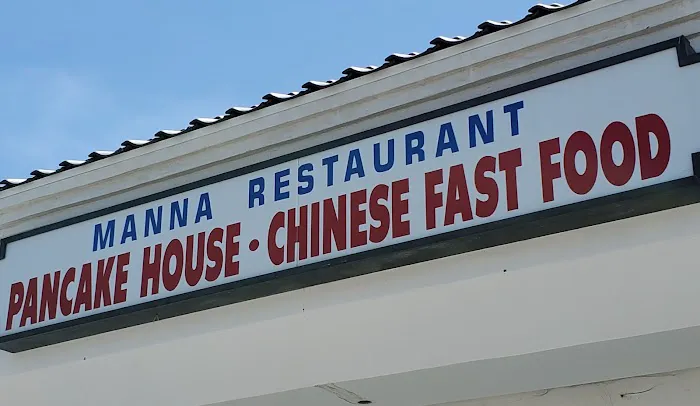 MANNA RESTAURANT
PANCAKE HOUSE · CHINESE FAST FOOD